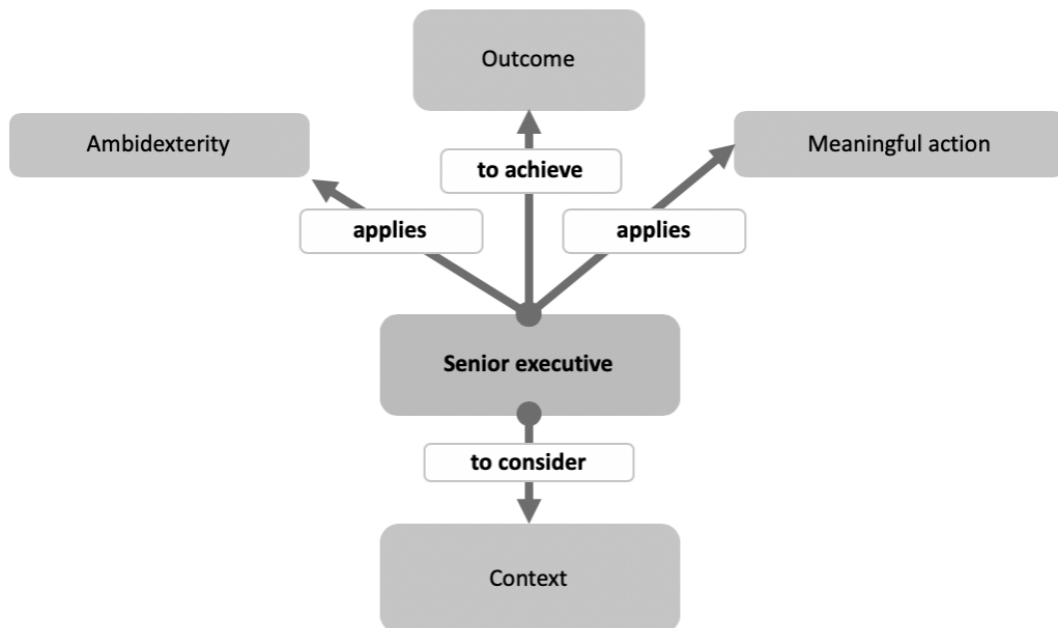 Outcome
Ambidexterity
Meaningful action
to achieve
applies
applies
Senior executive
to consider
Context